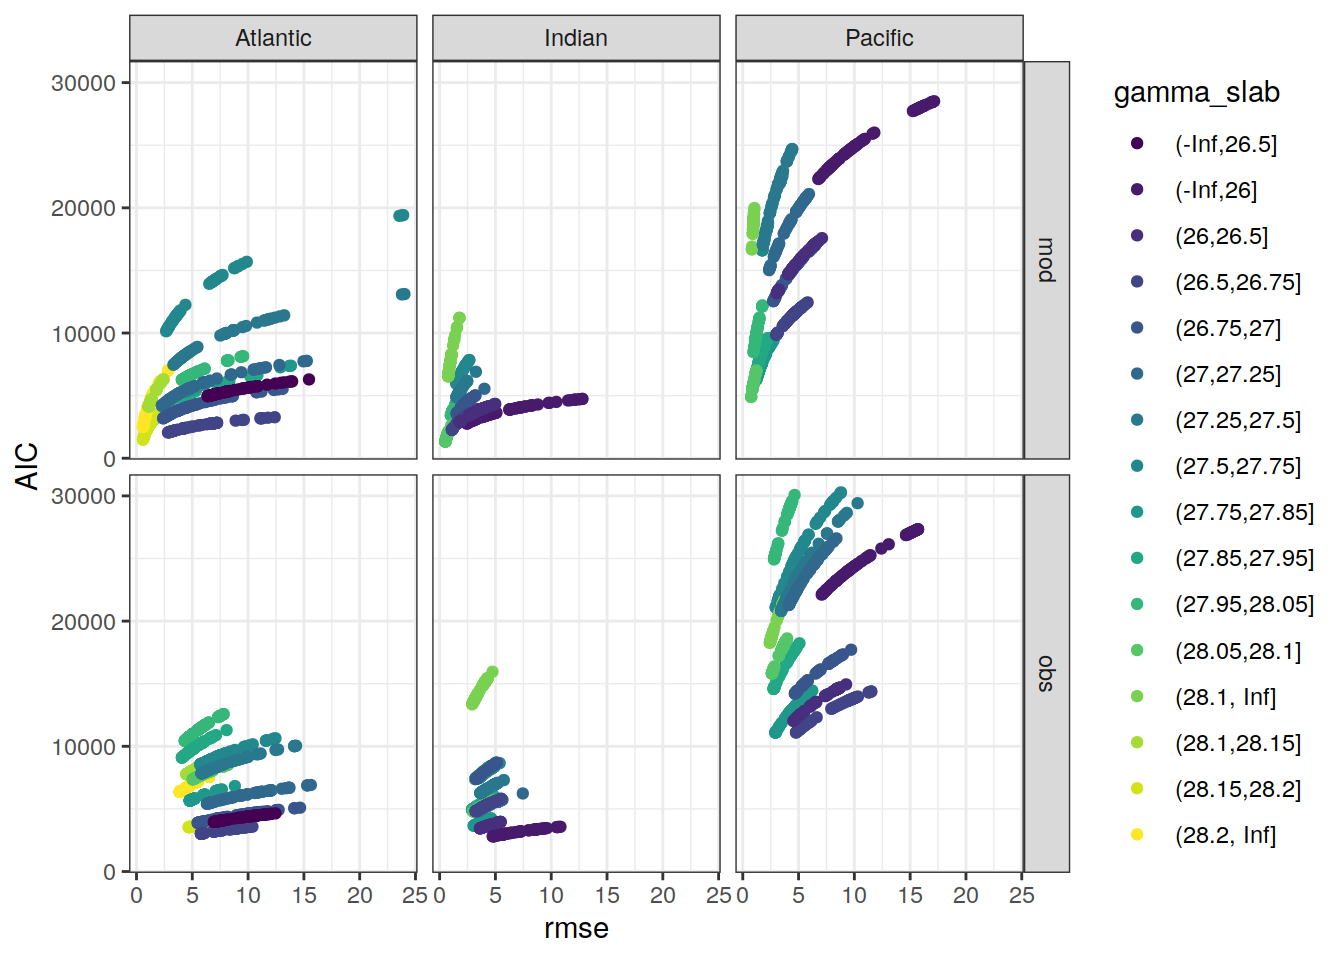 Atlantic Indian Pacific
30000
20000
10000
0
mod
30000
20000
10000
0
obs
AIC
0 5 10 15 20 25 0 5 10 15 20 25 0 5 10 15 20 25
rmse
gamma_slab
(-Inf,26.5]
(-Inf,26]
(26,26.5]
(26.5,26.75]
(26.75,27]
(27,27.25]
(27.25,27.5]
(27.5,27.75]
(27.75,27.85]
(27.85,27.95]
(27.95,28.05]
(28.05,28.1]
(28.1, Inf]
(28.1,28.15]
(28.15,28.2]
(28.2, Inf]